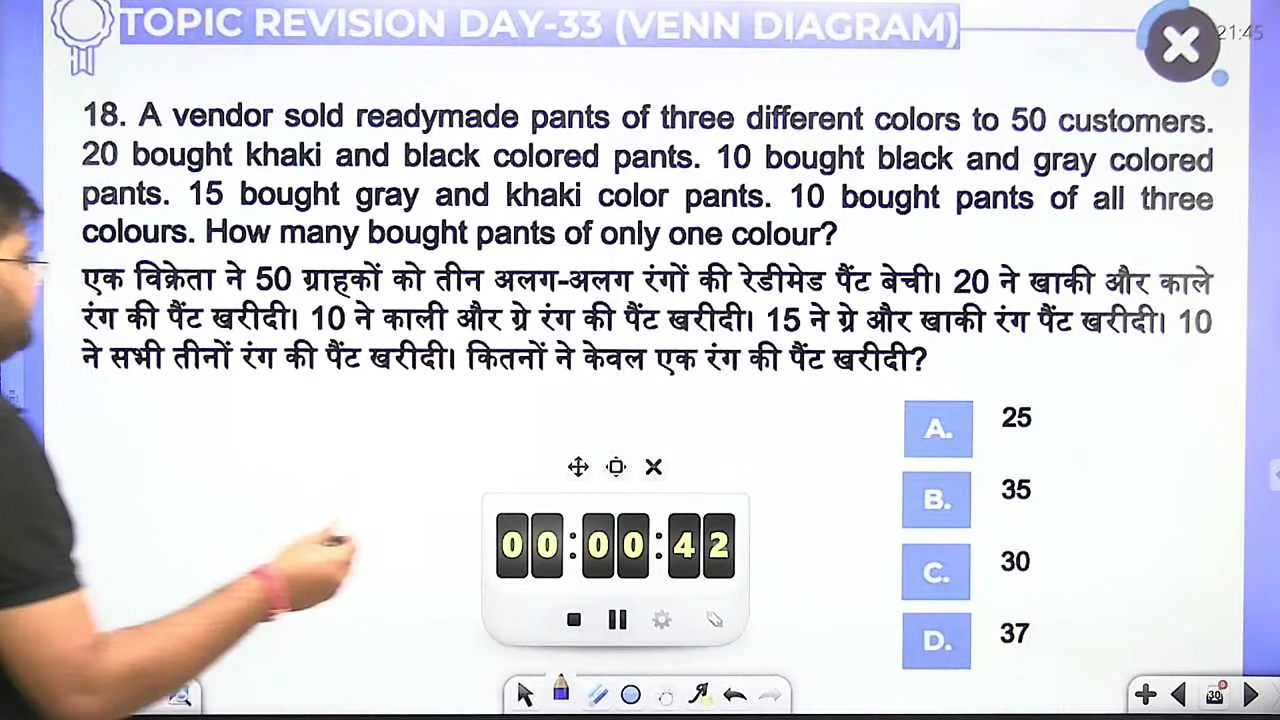 TOPIC REVISION DAY-33 (VENN DIAGRAM)
21:45
18. A vendor sold readymade pants of three different colors to 50 customers.
20 bought khaki and black colored pants. 10 bought black and gray colored
pants. 15 bought gray and khaki color pants. 10 bought pants of all three
colours. How many bought pants of only one colour?
एक विक्रेता ने 50 ग्राहकों को तीन अलग-अलग रंगों की रेडीमेड पैंट बेची। 20 ने खाकी और काले
रंग की पैंट खरीदी। 10 ने काली और ग्रे रंग की पैंट खरीदी। 15 ने ग्रे और खाकी रंग पैंट खरीदी। 10
ने सभी तीनों रंग की पैंट खरीदी। कितनों ने केवल एक रंग की पैंट खरीदी?
A. 25
B. 35
C. 30
D. 37
00:00:42
30